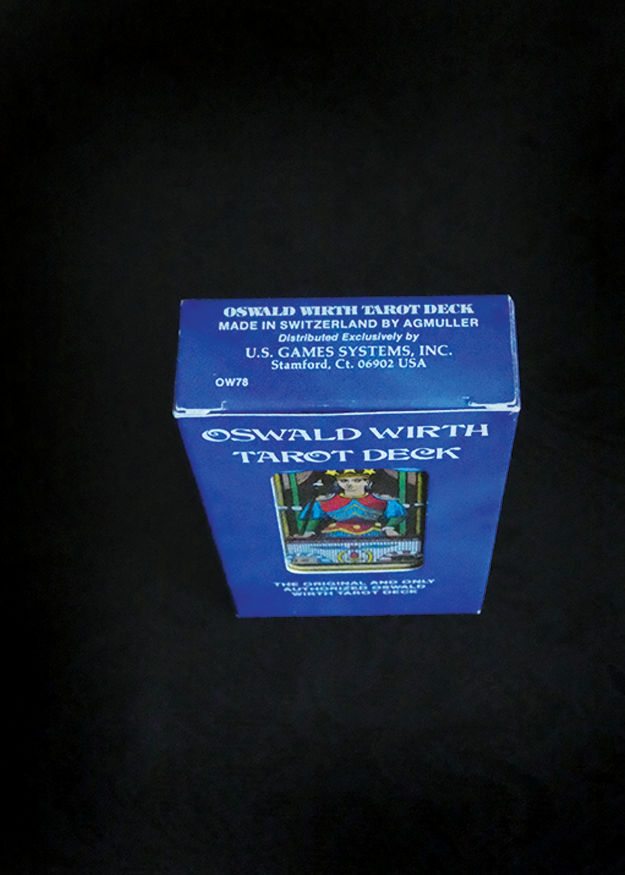 OSWALD WIRTH TAROT DECK
MADE IN SWITZERLAND BY AGMULLER
Distributed Exclusively by
U.S. GAMES SYSTEMS, INC.
Stamford, Ct. 06902 USA
OW78
OSWALD WIRTH
TAROT DECK
THE ORIGINAL AND ONLY
AUTHORIZED OSWALD
WIRTH TAROT DECK